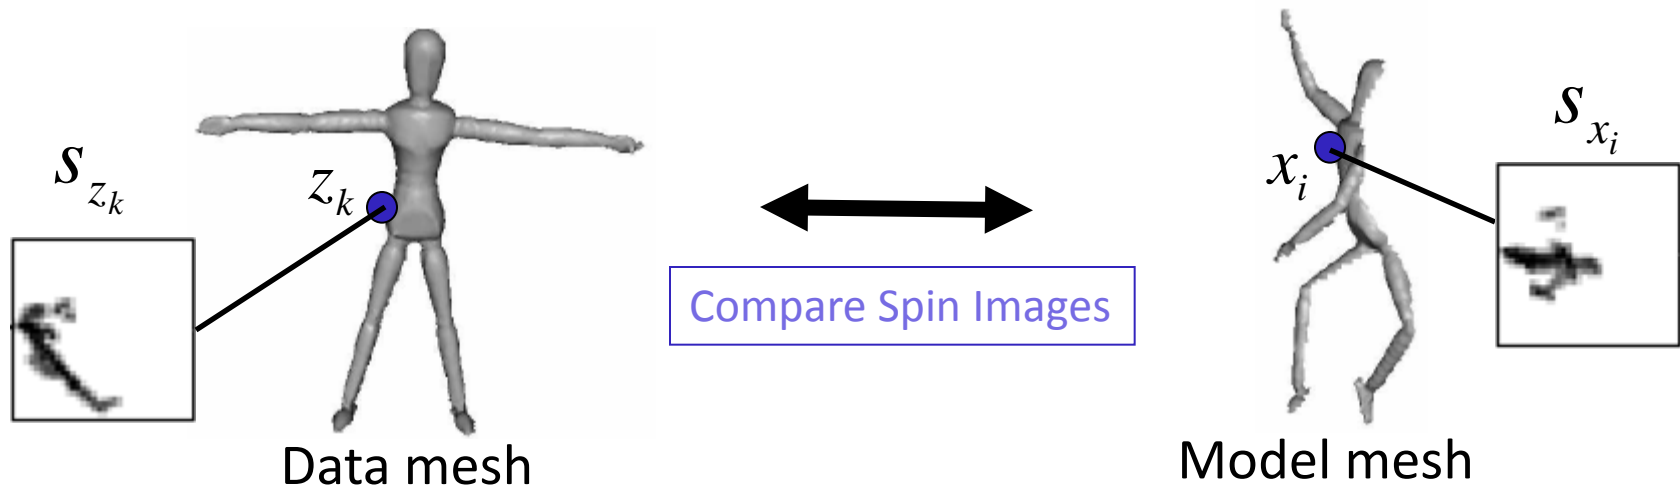 s_{z_k}
z_k
Compare Spin Images
x_i
s_{x_i}
Data mesh
Model mesh